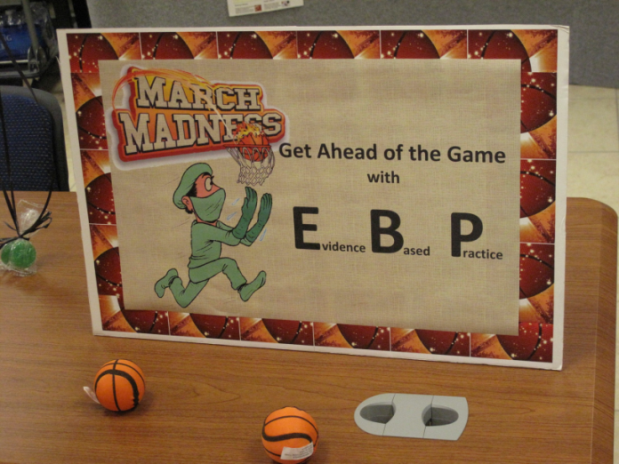 MARCH
MADNESS
Get Ahead of the Game
with
Evidence Based Practice